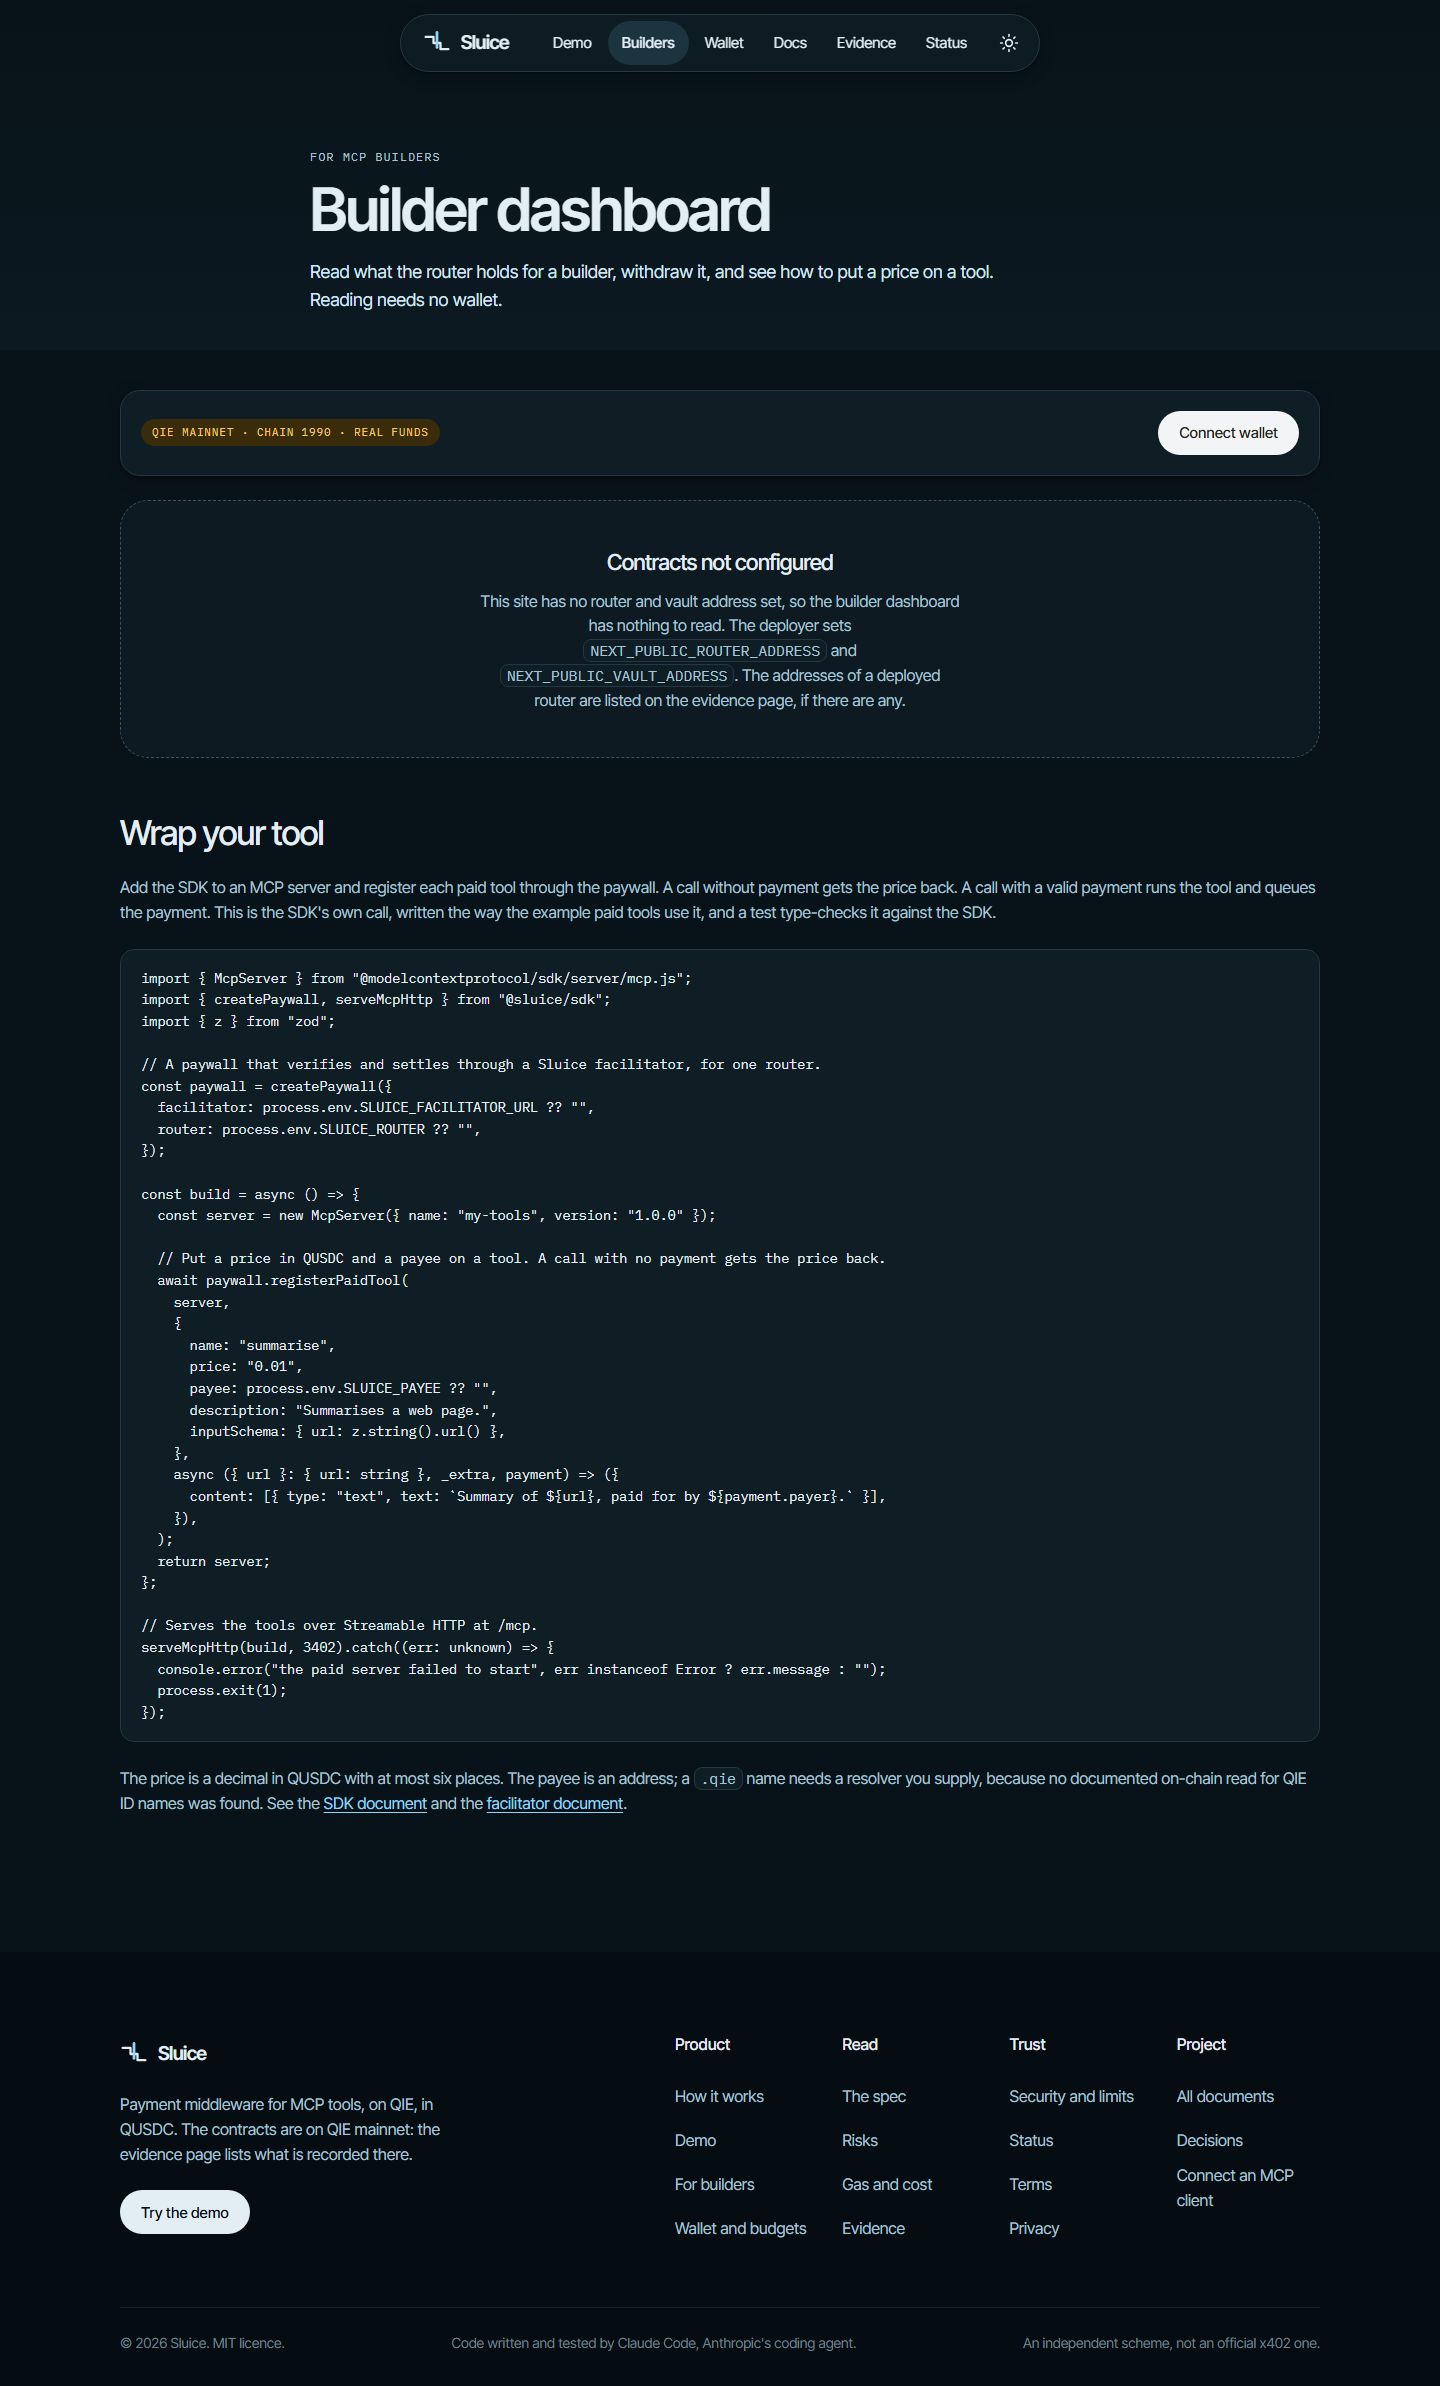 Sluice
Demo
Builders
Wallet
Docs
Evidence
Status
FOR MCP BUILDERS
Builder dashboard
Read what the router holds for a builder, withdraw it, and see how to put a price on a tool.
Reading needs no wallet.
QIE MAINNET · CHAIN 1990 · REAL FUNDS
Connect wallet
Contracts not configured
This site has no router and vault address set, so the builder dashboard
has nothing to read. The deployer sets
NEXT_PUBLIC_ROUTER_ADDRESS and
NEXT_PUBLIC_VAULT_ADDRESS. The addresses of a deployed
router are listed on the evidence page, if there are any.
Wrap your tool
Add the SDK to an MCP server and register each paid tool through the paywall. A call without payment gets the price back. A call with a valid payment runs the tool and queues
the payment. This is the SDK's own call, written the way the example paid tools use it, and a test type-checks it against the SDK.
import { McpServer } from "@modelcontextprotocol/sdk/server/mcp.js";
import { createPaywall, serveMcpHttp } from "@sluice/sdk";
import { z } from "zod";
// A paywall that verifies and settles through a Sluice facilitator, for one router.
const paywall = createPaywall({
  facilitator: process.env.SLUICE_FACILITATOR_URL ?? "",
  router: process.env.SLUICE_ROUTER ?? "",
});
const build = async () => {
  const server = new McpServer({ name: "my-tools", version: "1.0.0" });
  // Put a price in QUSDC and a payee on a tool. A call with no payment gets the price back.
  await paywall.registerPaidTool(
    server,
    {
      name: "summarise",
      price: "0.01",
      payee: process.env.SLUICE_PAYEE ?? "",
      description: "Summarises a web page.",
      inputSchema: { url: z.string().url() },
    },
    async ({ url }: { url: string }, _extra, payment) => ({
      content: [{ type: "text", text: `Summary of ${url}, paid for by ${payment.payer}.` }],
    }),
  );
  return server;
};
// Serves the tools over Streamable HTTP at /mcp.
serveMcpHttp(build, 3402).catch((err: unknown) => {
  console.error("the paid server failed to start", err instanceof Error ? err.message : "");
  process.exit(1);
});
The price is a decimal in QUSDC with at most six places. The payee is an address; a .qie name needs a resolver you supply, because no documented on-chain read for QIE
ID names was found. See the SDK document and the facilitator document.
Sluice
Payment middleware for MCP tools, on QIE, in
QUSDC. The contracts are on QIE mainnet: the
evidence page lists what is recorded there.
Try the demo
Product
How it works
Demo
For builders
Wallet and budgets
Read
The spec
Risks
Gas and cost
Evidence
Trust
Security and limits
Status
Terms
Privacy
Project
All documents
Decisions
Connect an MCP
client
© 2026 Sluice. MIT licence.
Code written and tested by Claude Code, Anthropic's coding agent.
An independent scheme, not an official x402 one.